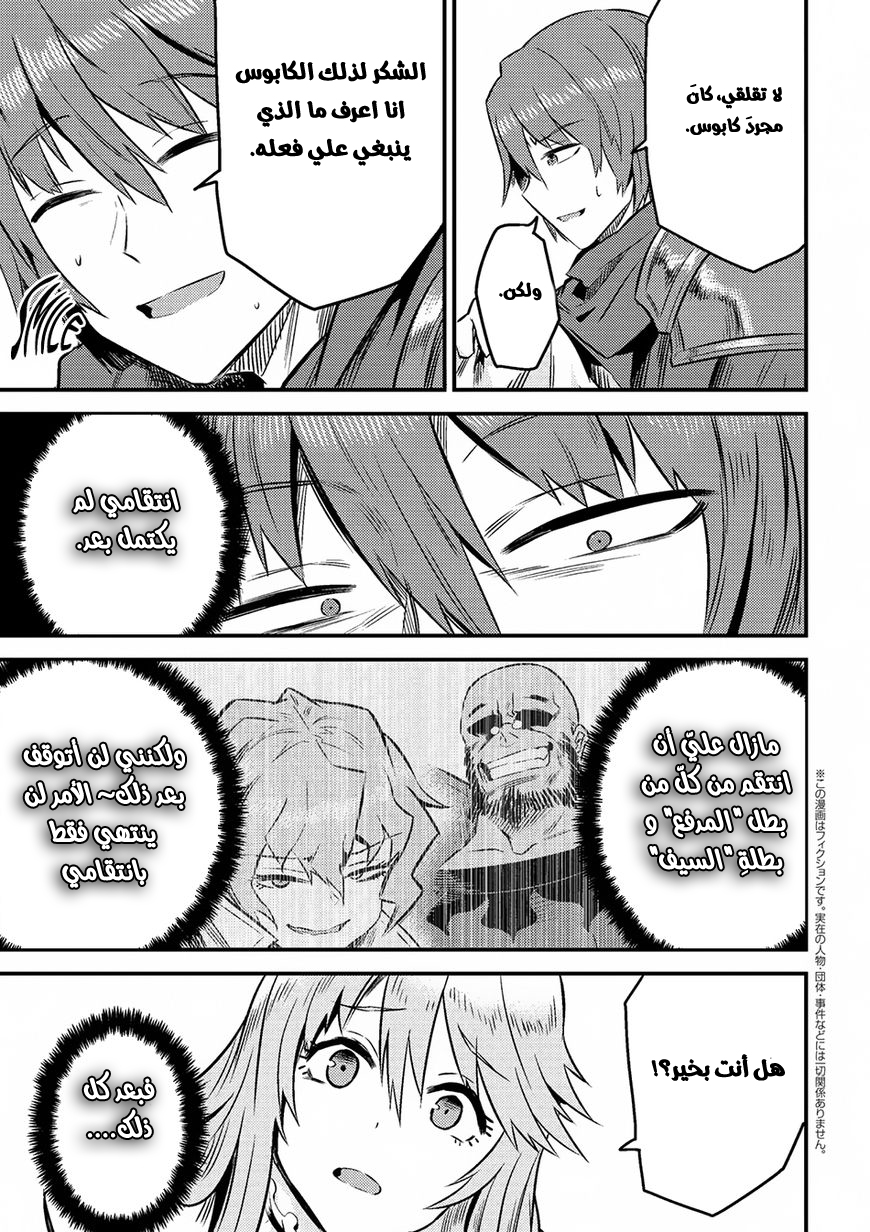 لا تقلقي، كانَ
مجردَ كابوس.
ولكن.
الشكر لذلك الكابوس
انا اعرف ما الذي
ينبغي علي فعله.
انتقامي لم
يكتمل بعد.
مازال عليّ أن
انتقم من كلّ من
بطل "المدفع" و
بطلةِ "السيف"
ولكنني لن أتوقف
بعد ذلك~ الأمر لن
ينتهي فقط
بانتقامي
هل أنت بخير؟!
فبعد كل
ذلك....
※この漫画はフィクションです。実在の人物・団体・事件などには一切関係ありません。